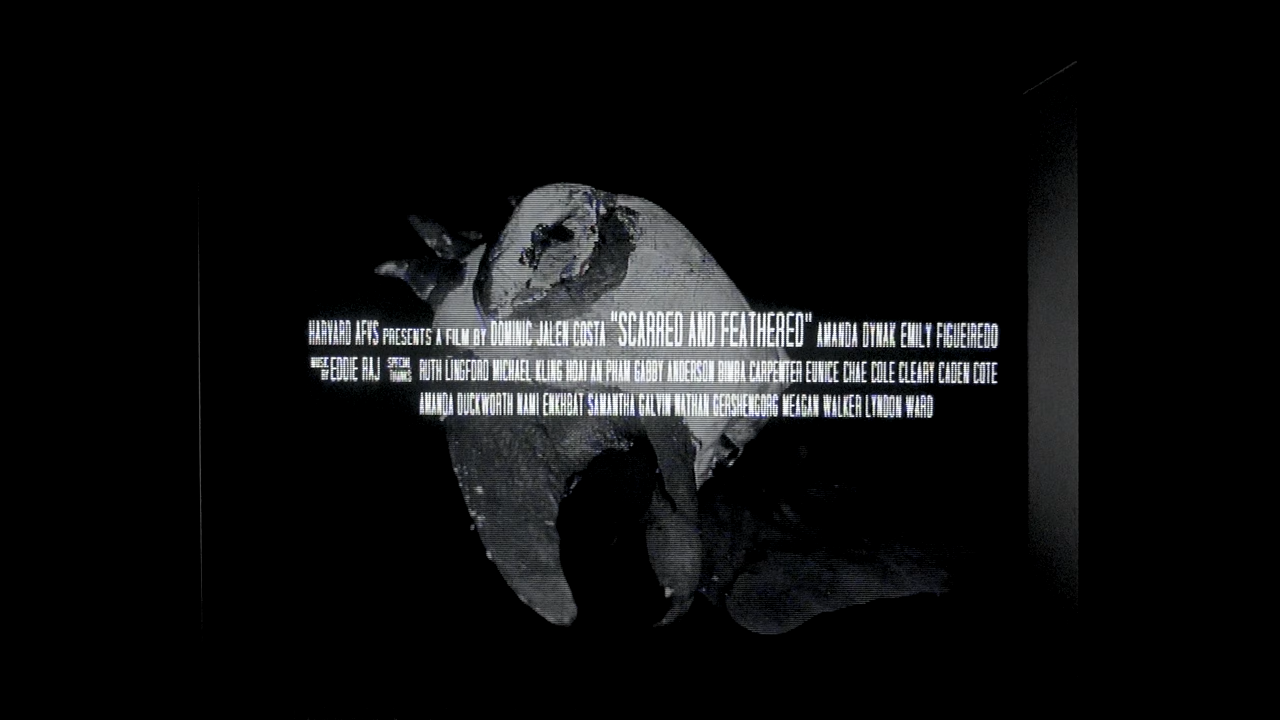 HARVARD AFVS PRESENTS A FILM BY DOMINIC JALEN COSTA "SCARRED AND FEATHERED" AMANDA DYNAK EMILY FIGUEIREDO
MUSIC BY EDDIE RAJ SPECIAL THANKS RUTH LINGFORD MICHAEL KLING HOAI AN PHAM GABBY ANDERSON BIMBA CARPENTER EUNICE CHAE COLE CLEARY CADEN COTE
AMANDA DUCKWORTH NAMI ENKHBAT SAMANTHA GALVIN NATHAN GERSHENGORG MEAGAN WALKER LYNDON WARD